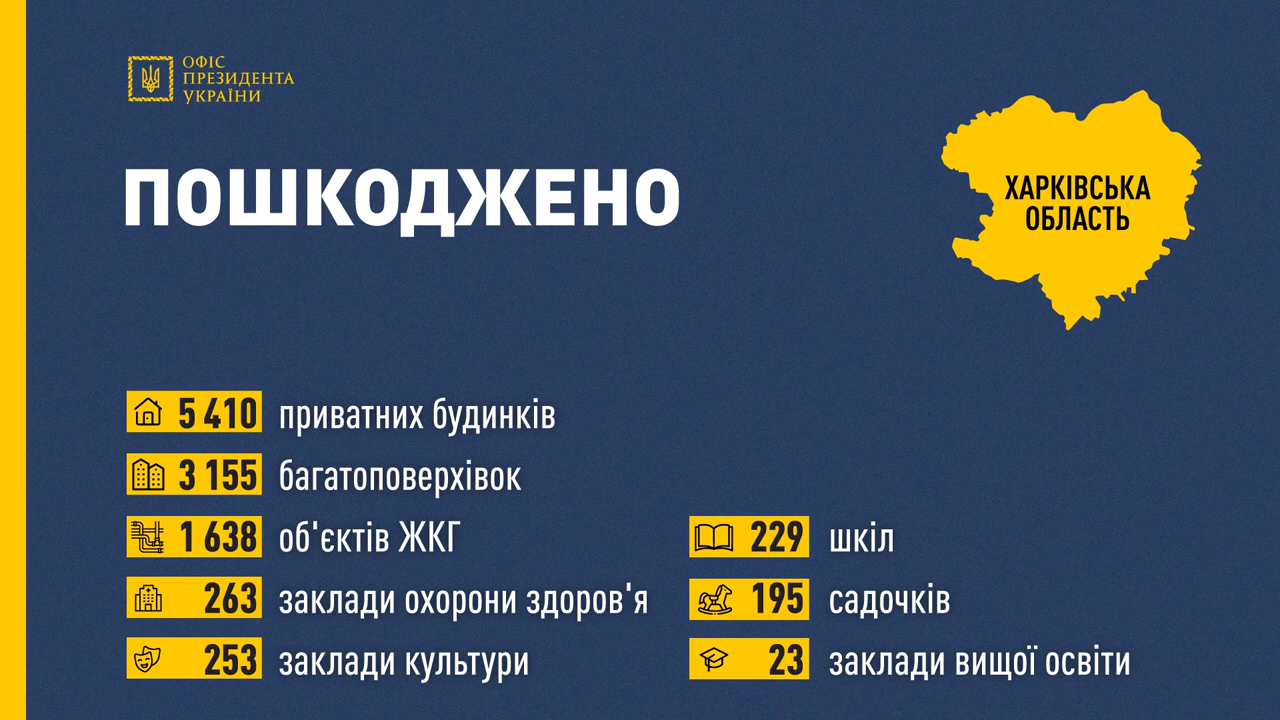 ОФІС
ПРЕЗИДЕНТА
УКРАЇНИ
ПОШКОДЖЕНО
ХАРКІВСЬКА
ОБЛАСТЬ
5 410 приватних будинків
3 155 багатоповерхівок
1 638 об'єктів ЖКГ
263 заклади охорони здоров'я
253 заклади культури
229 шкіл
195 садочків
23 заклади вищої освіти